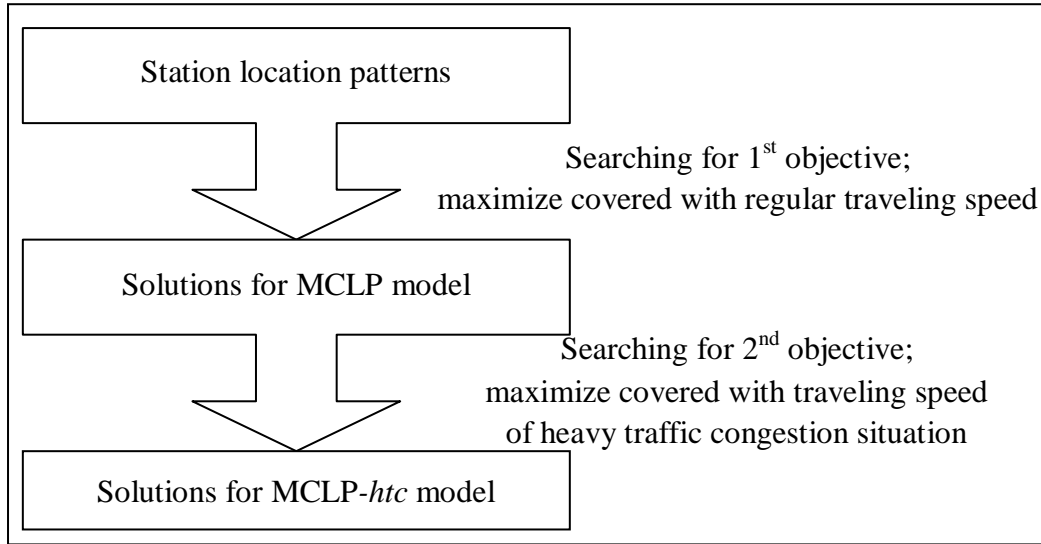 Station location patterns
Searching for 1st objective;
maximize covered with regular traveling speed
Solutions for MCLP model
Searching for 2nd objective;
maximize covered with traveling speed
of heavy traffic congestion situation
Solutions for MCLP-htc model